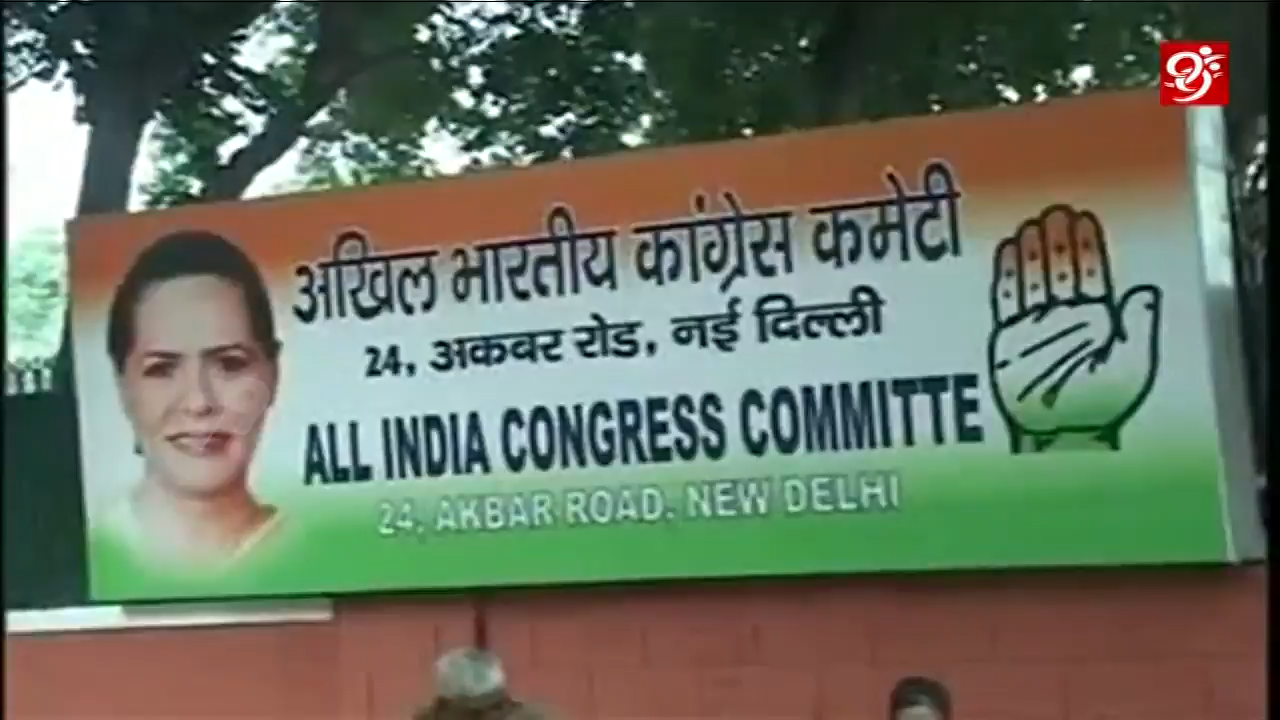 अखिल भारतीय कांग्रेस कमेटी
24, अकबर रोड, नई दिल्ली
ALL INDIA CONGRESS COMMITTE
24, AKBAR ROAD. NEW DELHI